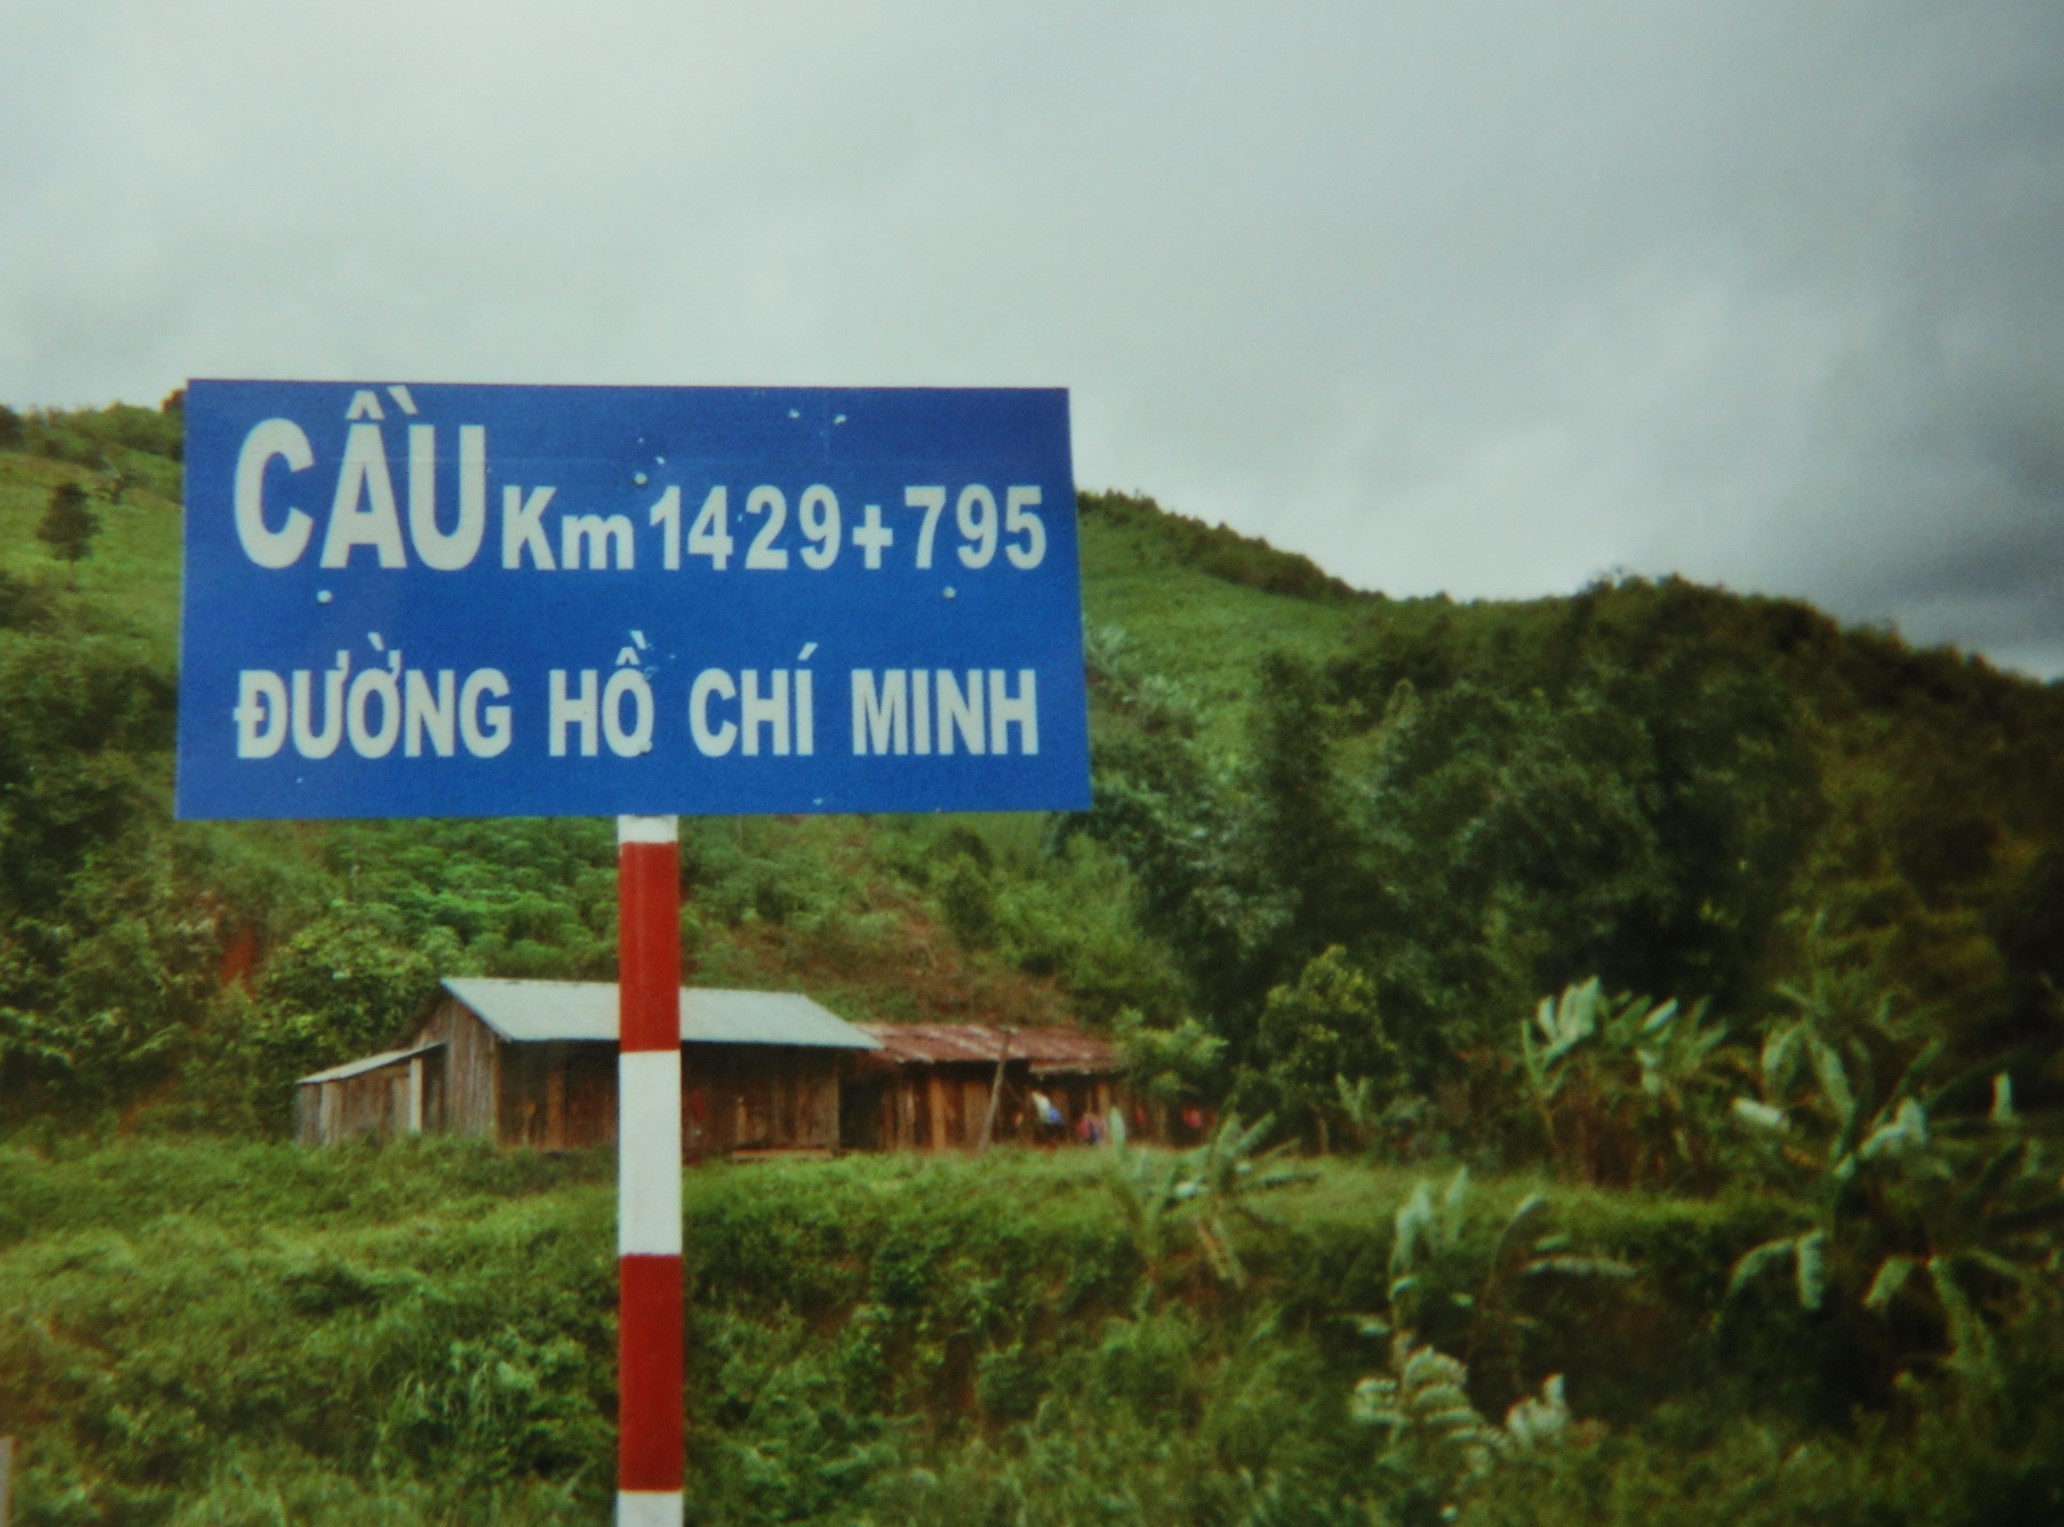 CẦU Km 1429+795
ĐƯỜNG HỒ CHÍ MINH